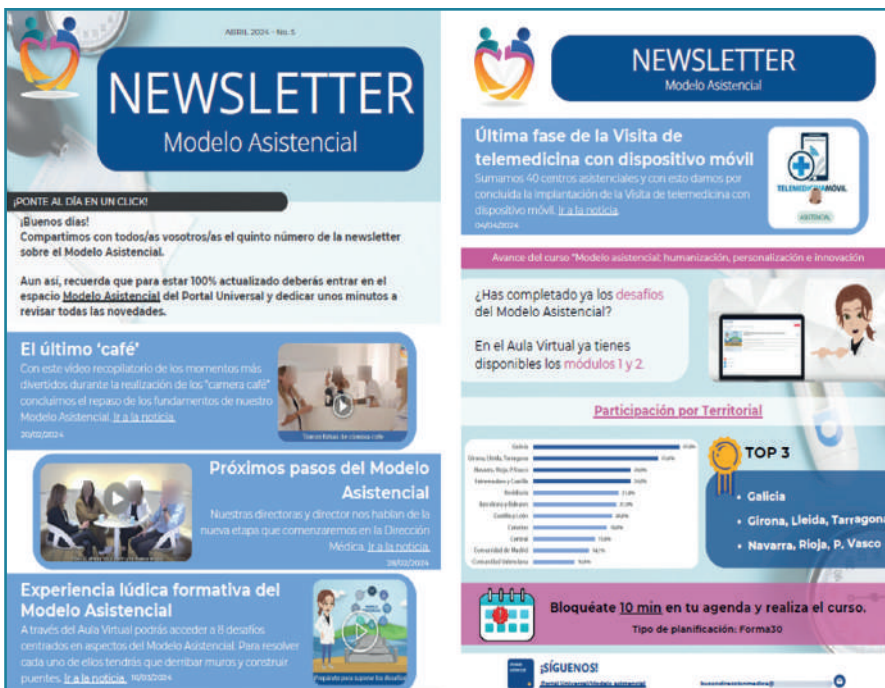 ABRIL 2024 - No. 5
NEWSLETTER
Modelo Asistencial
¡PONTE AL DÍA EN UN CLICK!
¡Buenos días!
Compartimos con todos/as vosotros/as el quinto número de la newsletter
sobre el Modelo Asistencial.
Aun así, recuerda que para estar 100% actualizado deberás entrar en el
espacio Modelo Asistencial del Portal Universal y dedicar unos minutos a
revisar todas las novedades.
El último 'café'
Con este vídeo recopilatorio de los momentos más
divertidos durante la realización de los "camera café"
concluimos el repaso de los fundamentos de nuestro
Modelo Asistencial. Ir a la noticia.
20/02/2024
Próximos pasos del Modelo
Asistencial
Nuestras directoras y director nos hablan de la
nueva etapa que comenzaremos en la Dirección
Médica. Ir a la noticia.
28/02/2024
Experiencia lúdica formativa del
Modelo Asistencial
A través del Aula Virtual podrás acceder a 8 desafíos
centrados en aspectos del Modelo Asistencial. Para resolver
cada uno de ellos tendrás que derribar muros y construir
puentes. Ir a la noticia.
Prepárate para superar los desafíos
NEWSLETTER
Modelo Asistencial
Última fase de la Visita de
telemedicina con dispositivo móvil
Sumamos 40 centros asistenciales y con esto damos por
concluida la implantación de la Visita de telemedicina con
dispositivo móvil. Ir a la noticia.
04/04/2024
TELEMEDICINA MÓVIL
ASISTENCIAL
Avance del curso "Modelo asistencial: humanización, personalización e innovación
¿Has completado ya los desafíos
del Modelo Asistencial?
En el Aula Virtual ya tienes
disponibles los módulos 1 y 2.
Participación por Territorial
Galicia
Girona, Lleida, Tarragona
Navarra, Rioja, P.Vasco
Extremadura y Castilla
Andalucía
Barcelona y Baleares
Castilla y León
Canarias
Central
Comunidad de Madrid
Comunidad Valenciana
TOP 3
Galicia
Girona, Lleida, Tarragona
Navarra, Rioja, P. Vasco
Bloquéate 10 min en tu agenda y realiza el curso.
Tipo de planificación: Forma30
¡SÍGUENOS!